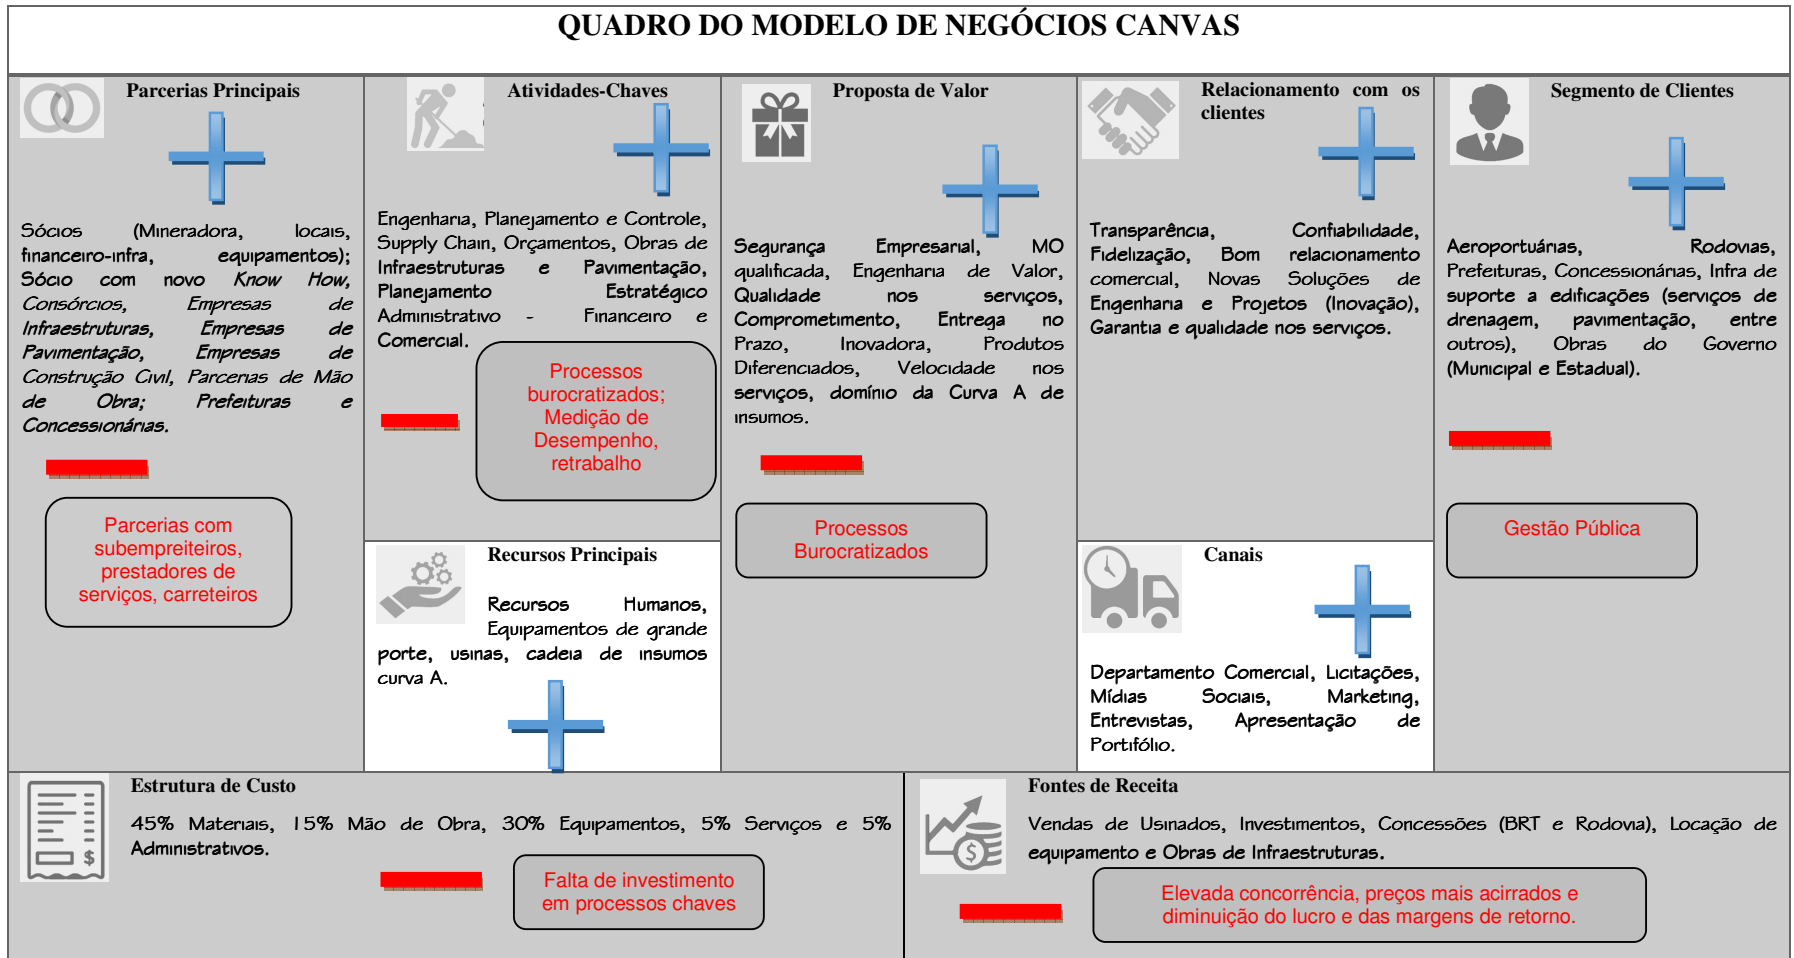 QUADRO DO MODELO DE NEGÓCIOS CANVAS
Parcerias Principais
Sócios (Mineradora, locais,
financeiro-infra, equipamentos);
Sócio com novo Know How,
Consórcios, Empresas de
Infraestruturas, Empresas de
Pavimentação, Empresas de
Construção Civil, Parcerias de Mão
de Obra; Prefeituras e
Concessionárias.
Parcerias com
subempreiteiros,
prestadores de
serviços, carreteiros
Atividades-Chaves
Engenharia, Planejamento e Controle,
Supply Chain, Orçamentos, Obras de
Infraestruturas e Pavimentação,
Planejamento Estratégico
Administrativo - Financeiro e
Comercial.
Processos
burocratizados;
Medição de
Desempenho,
retrabalho
Recursos Principais
Recursos Humanos,
Equipamentos de grande
porte, usinas, cadeia de insumos
curva A.
Proposta de Valor
Segurança Empresarial, MO
qualificada, Engenharia de Valor,
Qualidade nos serviços,
Comprometimento, Entrega no
Prazo, Inovadora, Produtos
Diferenciados, Velocidade nos
serviços, domínio da Curva A de
insumos.
Processos
Burocratizados
Relacionamento com os
clientes
Transparência, Confiabilidade,
Fidelização, Bom relacionamento
comercial, Novas Soluções de
Engenharia e Projetos (Inovação),
Garantia e qualidade nos serviços.
Canais
Departamento Comercial, Licitações,
Mídias Sociais, Marketing,
Entrevistas, Apresentação de
Portifólio.
Segmento de Clientes
Aeroportuárias, Rodovias,
Prefeituras, Concessionárias, Infra de
suporte a edificações (serviços de
drenagem, pavimentação, entre
outros), Obras do Governo
(Municipal e Estadual).
Gestão Pública
Estrutura de Custo
45% Materiais, 15% Mão de Obra, 30% Equipamentos, 5% Serviços e 5%
Administrativos.
Falta de investimento
em processos chaves
Fontes de Receita
Vendas de Usinados, Investimentos, Concessões (BRT e Rodovia), Locação de
equipamento e Obras de Infraestruturas.
Elevada concorrência, preços mais acirrados e
diminuição do lucro e das margens de retorno.